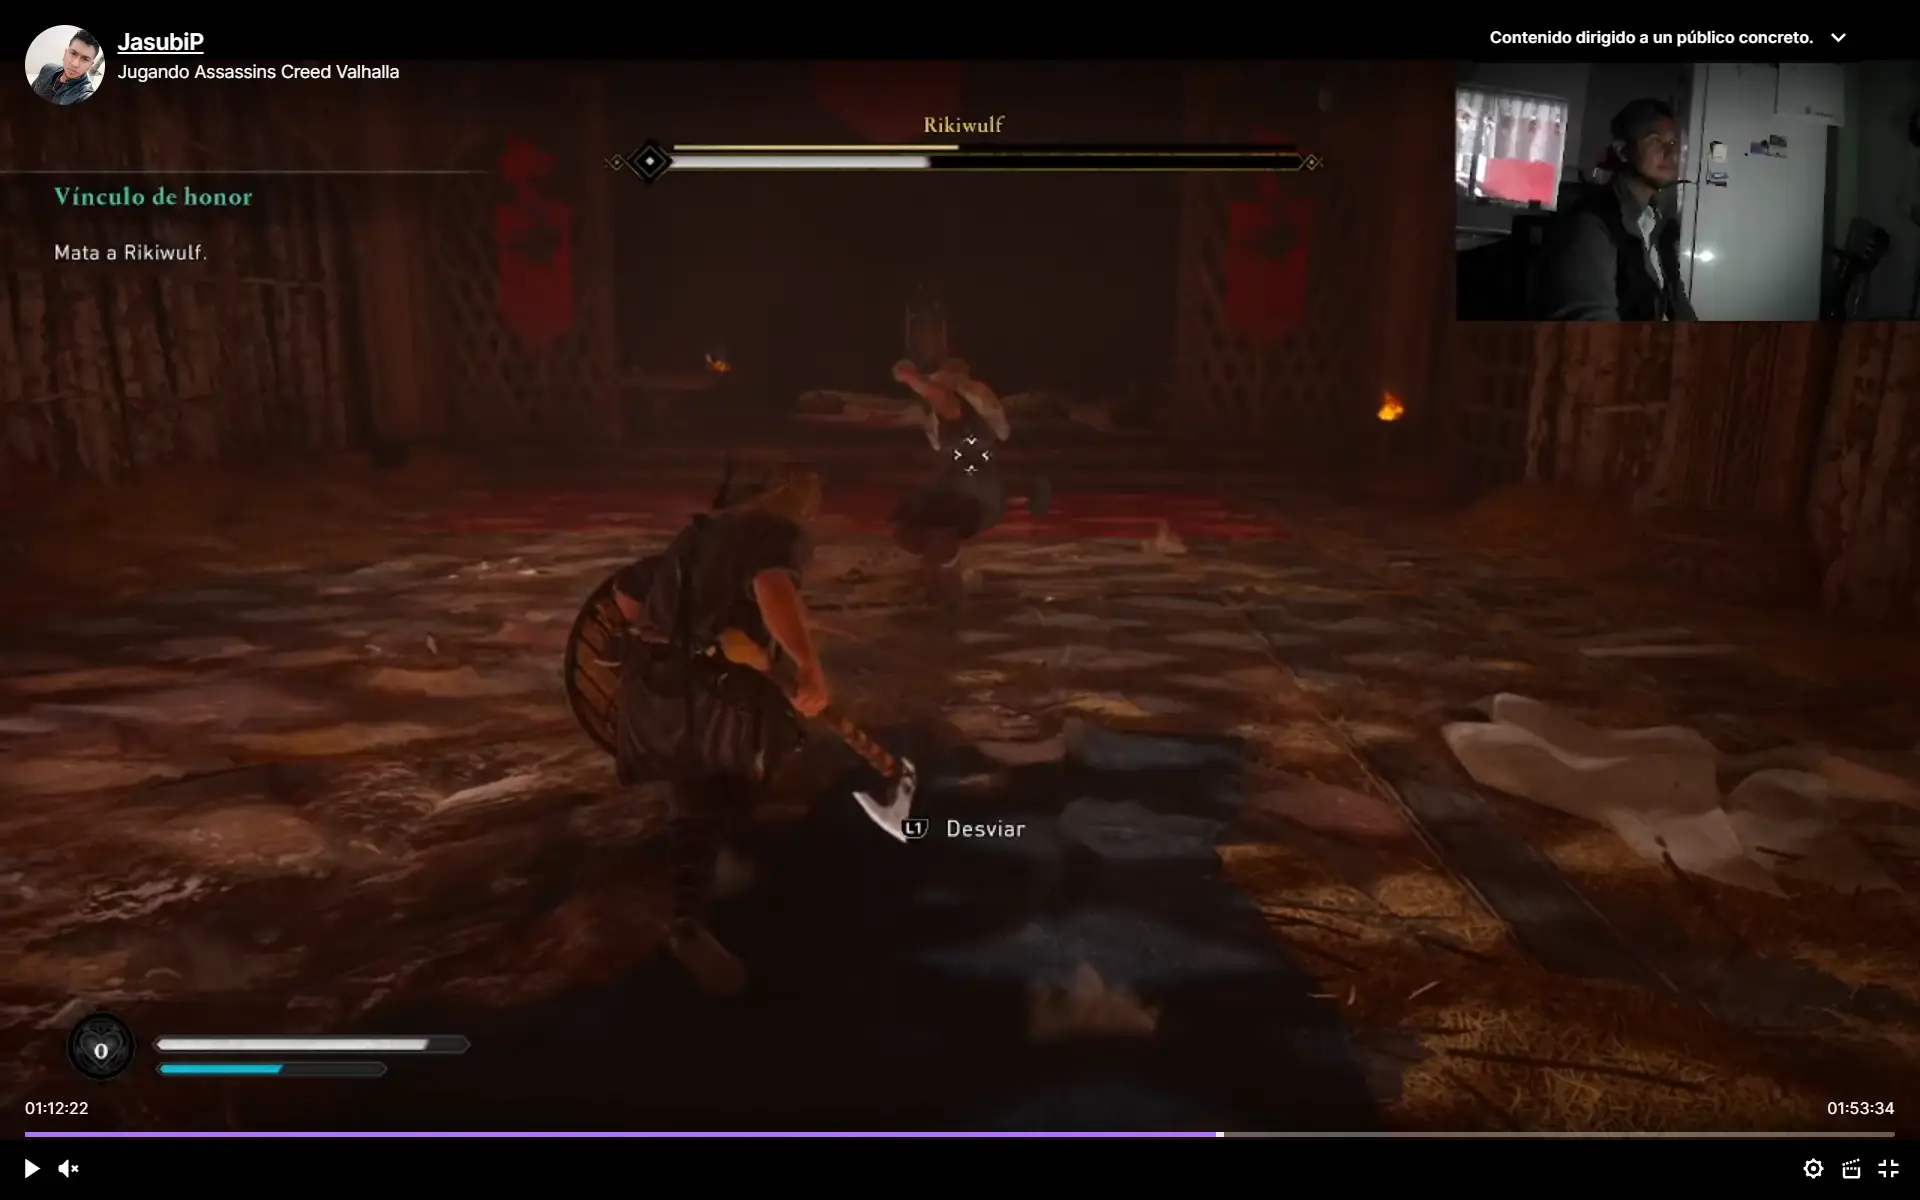 JasubiP
Jugando Assassins Creed Valhalla
Contenido dirigido a un público concreto.
Rikiwulf
Vínculo de honor
Mata a Rikiwulf.
L1 Desviar
0
01:12:22
01:53:34